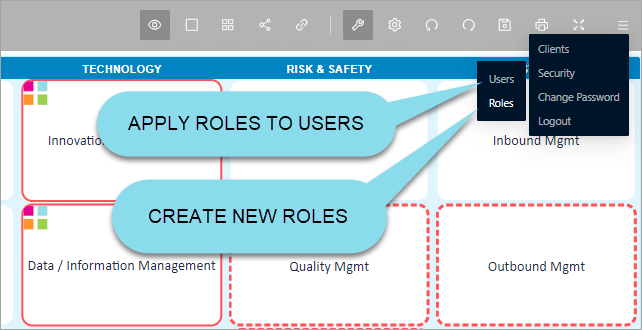 Clients
Security
Change Password
Logout
Users
Roles
TECHNOLOGY
RISK & SAFETY
APPLY ROLES TO USERS
Inbound Mgmt
CREATE NEW ROLES
Data / Information Management
Quality Mgmt
Outbound Mgmt